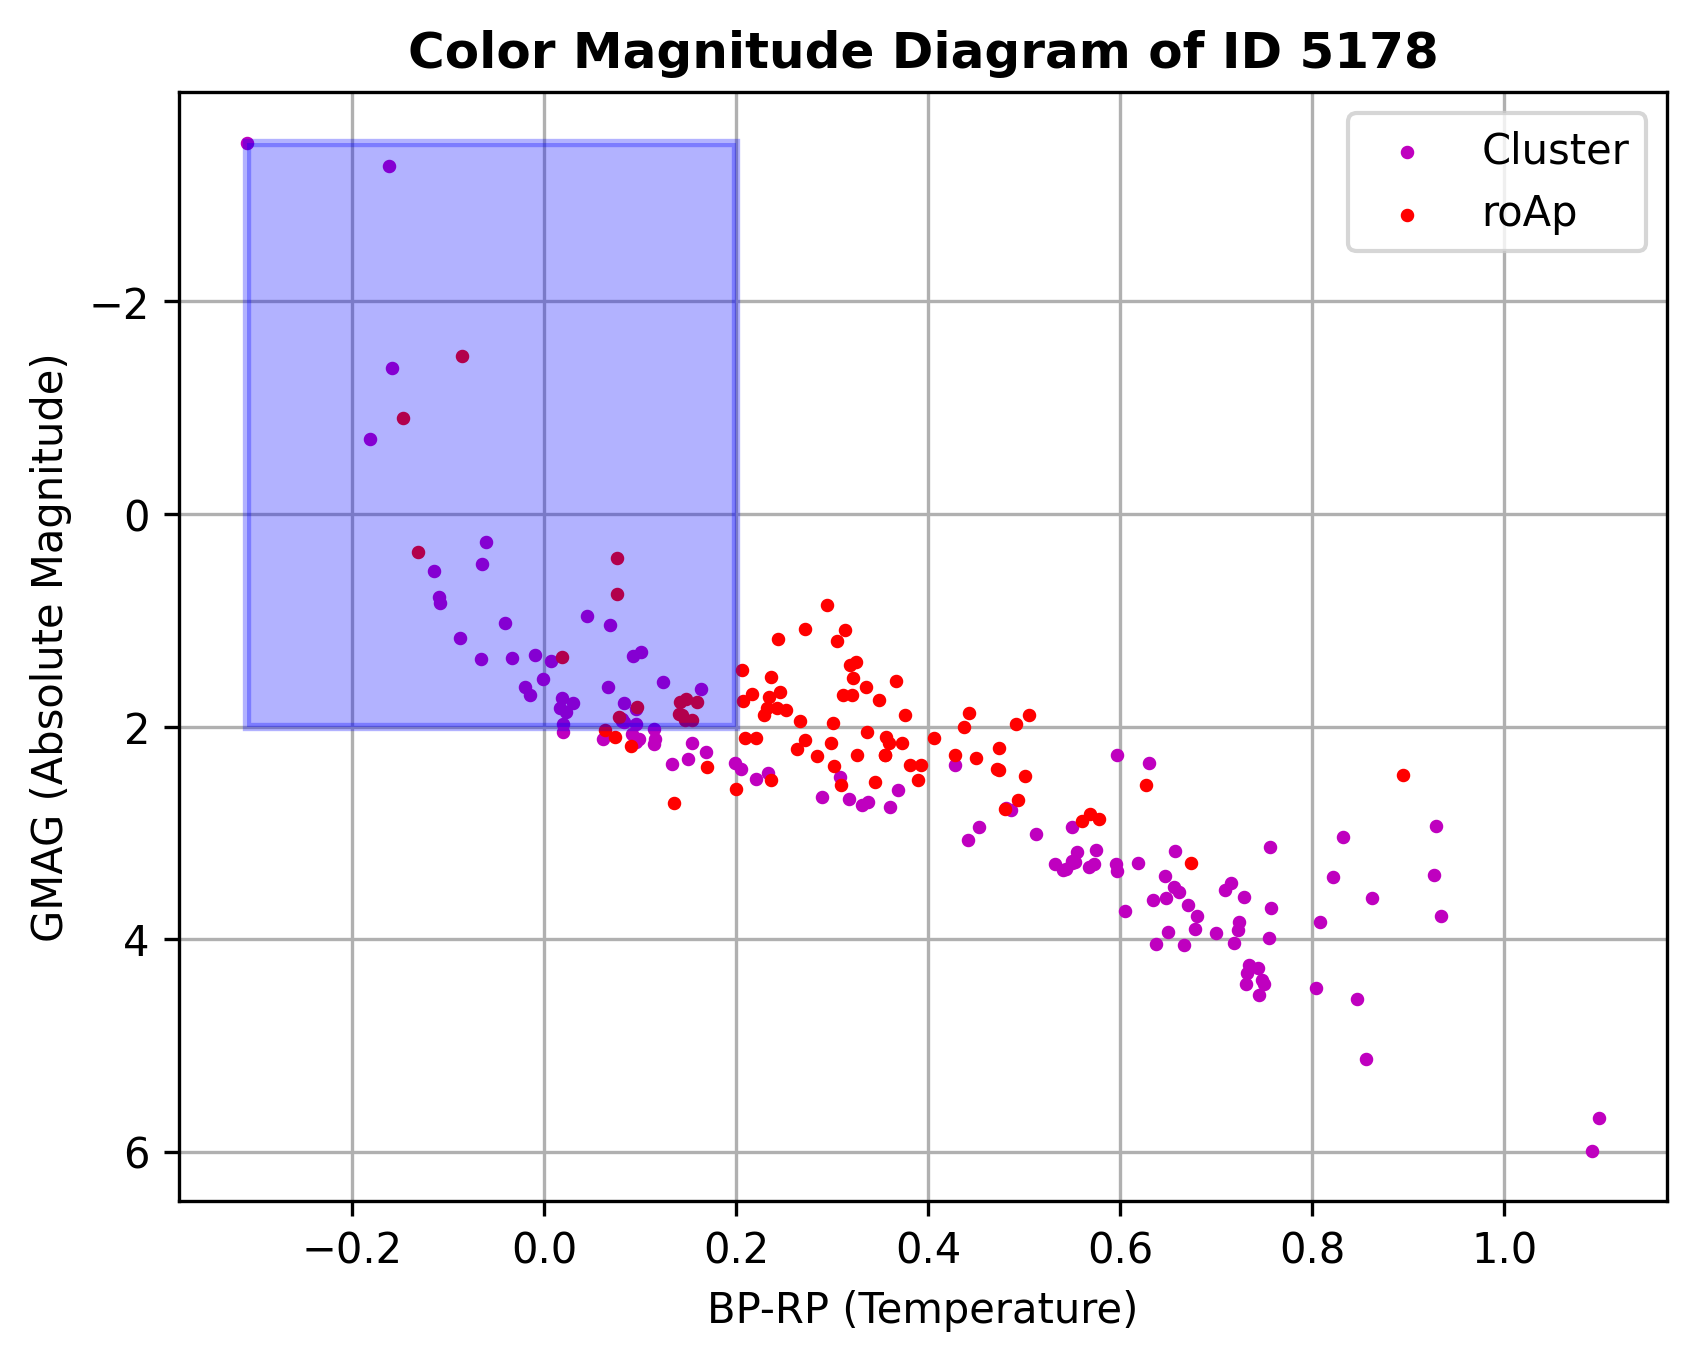 Color Magnitude Diagram of ID 5178
Cluster
roAp
−2
0
2
4
6
GMAG (Absolute Magnitude)
−0.2 0.0 0.2 0.4 0.6 0.8 1.0
BP-RP (Temperature)